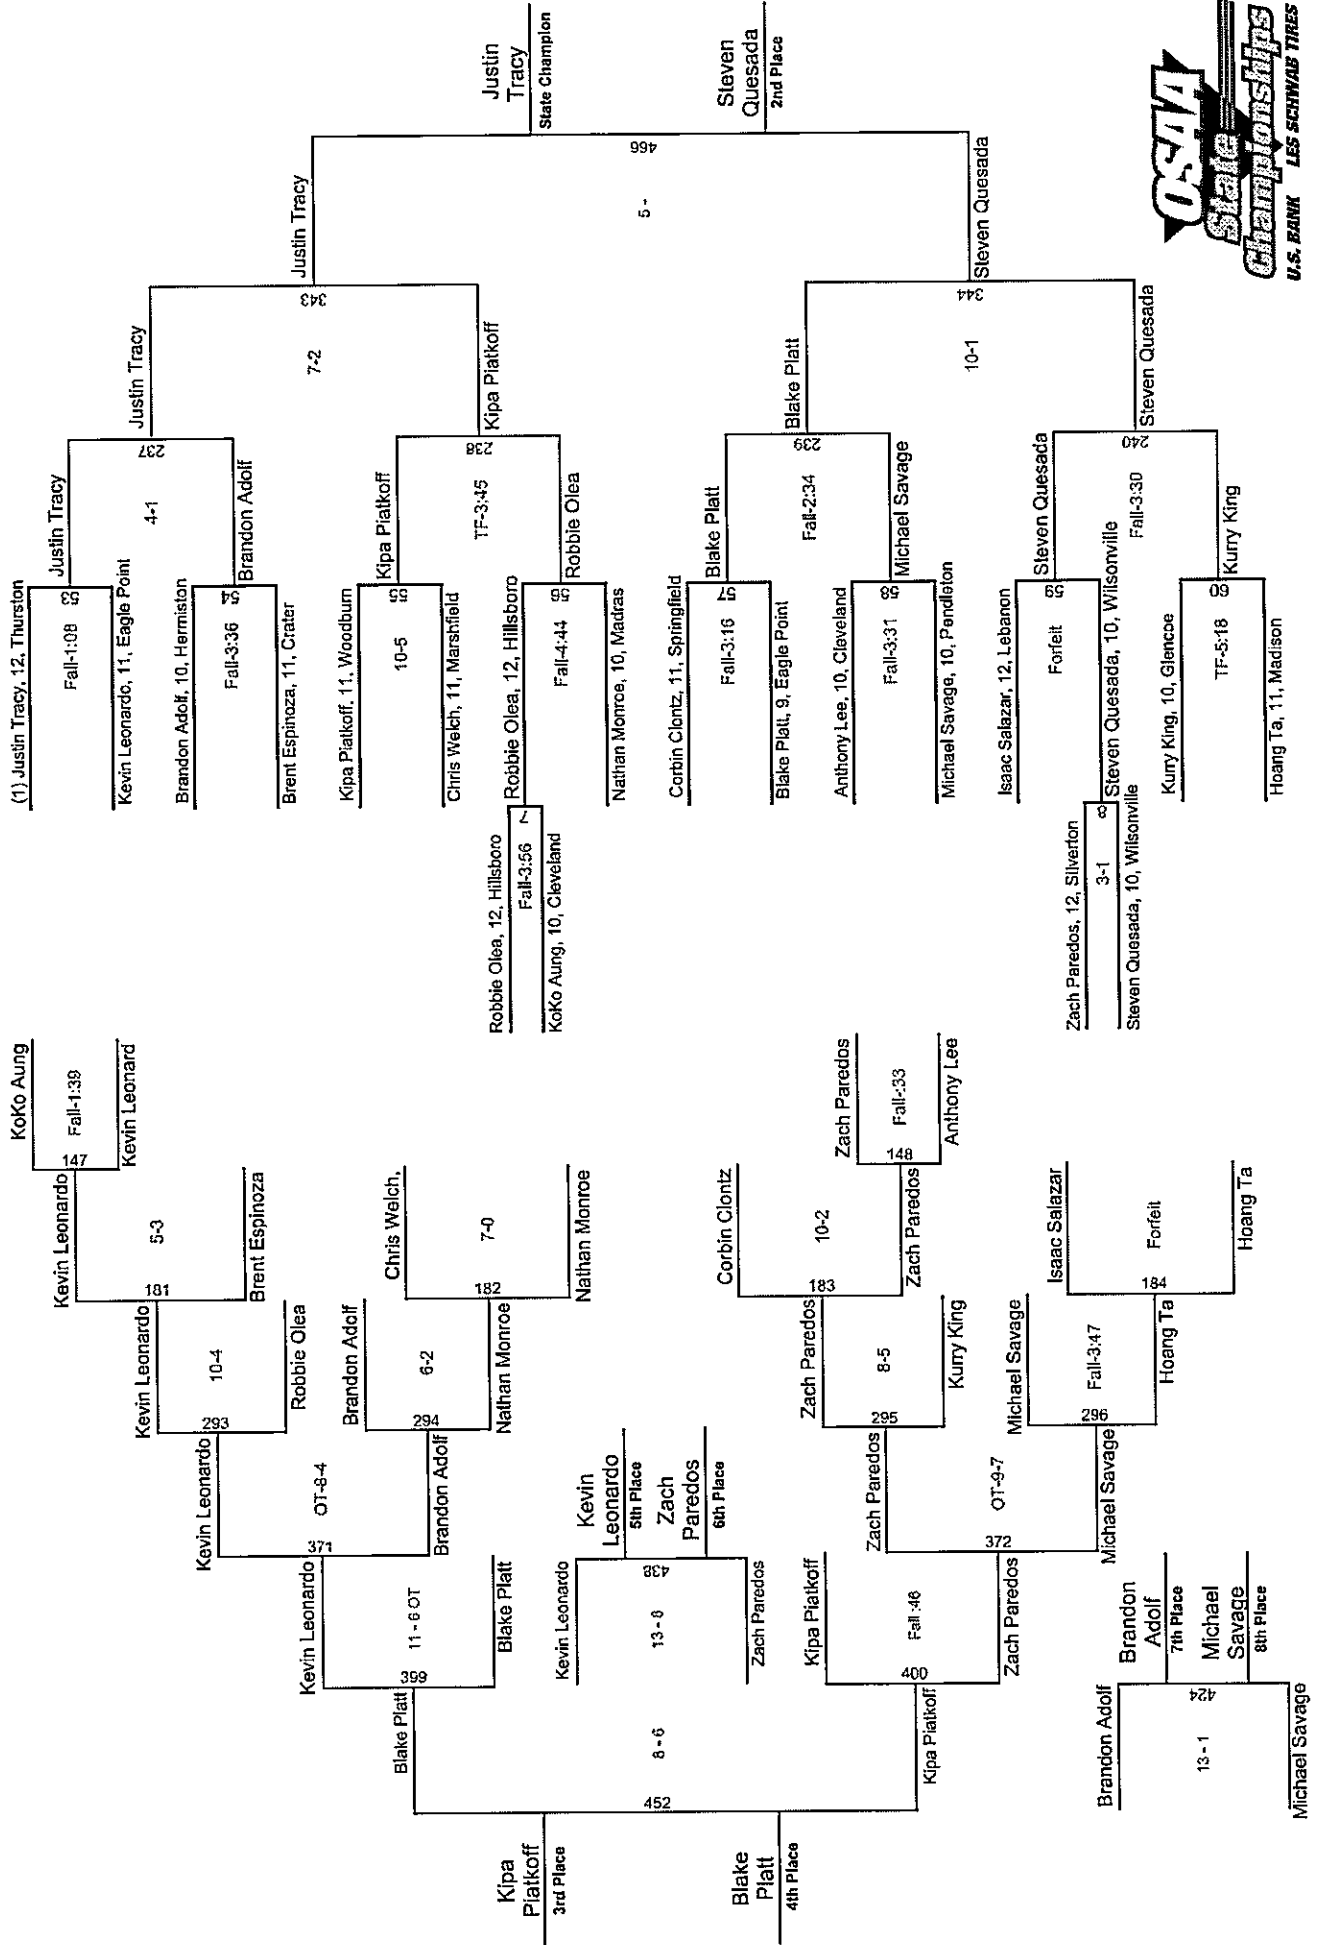 (1) Justin Tracy, 12, Thurston
53
Fall-1:08
Kevin Leonardo, 11, Eagle Point
Justin Tracy
237
4-1
Brandon Adolf, 10, Hermiston
54
Fall-3:36
Brent Espinoza, 11, Crater
Brandon Adolf
Justin Tracy
343
7-2
Kipa Piatkoff, 11, Woodburn
55
10-5
Chris Welch, 11, Marshfield
Kipa Piatkoff
238
TF-3:45
Robbie Olea, 12, Hillsboro
7
Fall-3:56
KoKo Aung, 10, Cleveland
Robbie Olea, 12, Hillsboro
56
Fall-4:44
Nathan Monroe, 10, Madras
Robbie Olea
Kipa Piatkoff
Justin Tracy
466
5 -
Justin
Tracy
State Champion
Steven
Quesada
2nd Place
Corbin Clontz, 11, Springfield
57
Fall-3:16
Blake Platt, 9, Eagle Point
Blake Platt
239
Fall-2:34
Anthony Lee, 10, Cleveland
58
Fall-3:31
Michael Savage, 10, Pendleton
Michael Savage
Blake Platt
344
10-1
Isaac Salazar, 12, Lebanon
59
Forfeit
Zach Paredos, 12, Silverton
8
3-1
Steven Quesada, 10, Wilsonville
Steven Quesada, 10, Wilsonville
Steven Quesada
240
Fall-3:30
Kurry King, 10, Glencoe
60
TF-5:18
Hoang Ta, 11, Madison
Kurry King
Steven Quesada
Steven Quesada
OSAA
State
Championships
U.S. BANK LES SCHWAB TIRES
KoKo Aung
147
Fall-1:39
Kevin Leonard
Kevin Leonardo
181
5-3
Brent Espinoza
Kevin Leonardo
293
10-4
Robbie Olea
Kevin Leonardo
371
OT-8-4
Chris Welch,
182
7-0
Nathan Monroe
Brandon Adolf
294
6-2
Nathan Monroe
Brandon Adolf
Kevin Leonardo
399
11 - 6 OT
Blake Platt
Blake Platt
452
8 - 6
Kipa
Piatkoff
3rd Place
Blake
Platt
4th Place
Kevin Leonardo
438
13 - 8
Zach Paredos
Kevin
Leonardo
5th Place
Zach
Paredos
6th Place
Zach Paredos
148
Fall-:33
Anthony Lee
Corbin Clontz
183
10-2
Zach Paredos
Zach Paredos
295
8-5
Kurry King
Zach Paredos
372
OT-9-7
Isaac Salazar
184
Forfeit
Hoang Ta
Michael Savage
296
Fall-3:47
Hoang Ta
Michael Savage
Kipa Piatkoff
400
Fall :46
Zach Paredos
Kipa Piatkoff
Brandon Adolf
424
13 - 1
Michael Savage
Brandon
Adolf
7th Place
Michael
Savage
8th Place